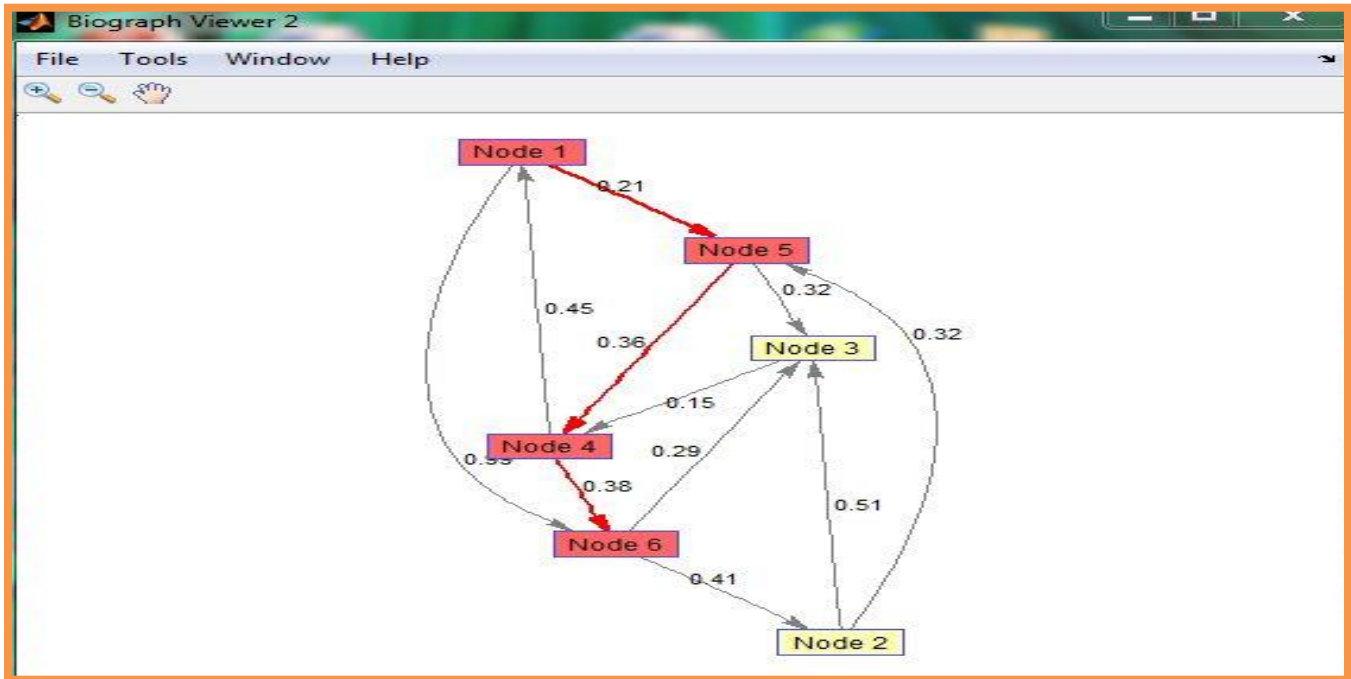 Biograph Viewer 2
File Tools Window Help
Node 1
0.21
Node 5
0.32
0.45
0.36
0.32
Node 3
0.15
Node 4
0.29
0.38
0.51
Node 6
0.41
Node 2